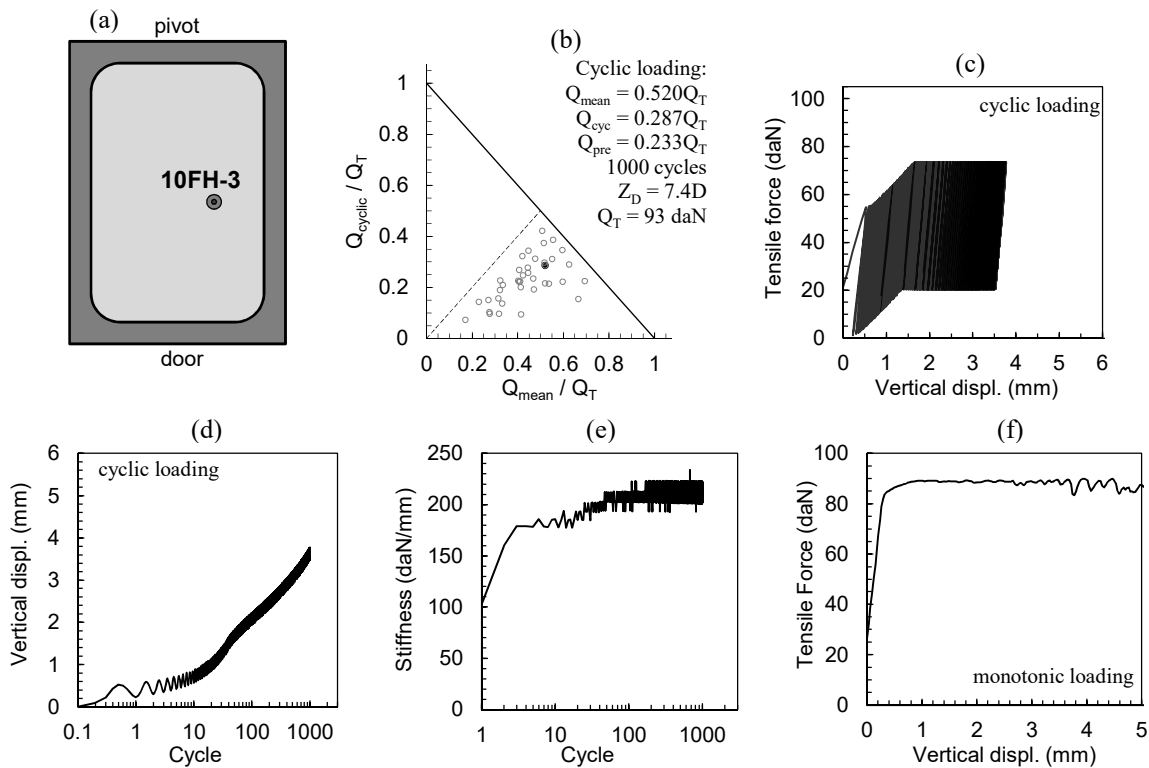 (a)
pivot
10FH-3
door
(b)
Cyclic loading:
Q_mean = 0.520Q_T
Q_cyc = 0.287Q_T
Q_pre = 0.233Q_T
1000 cycles
Z_D = 7.4D
Q_T = 93 daN
Q_cyclic / Q_T
1
0.8
0.6
0.4
0.2
0
0 0.2 0.4 0.6 0.8 1
Q_mean / Q_T
(c)
cyclic loading
Tensile force (daN)
100
80
60
40
20
0
0 1 2 3 4 5 6
Vertical displ. (mm)
(d)
cyclic loading
Vertical displ. (mm)
6
5
4
3
2
1
0
0.1 1 10 100 1000
Cycle
(e)
Stiffness (daN/mm)
250
200
150
100
50
0
1 10 100 1000
Cycle
(f)
Tensile Force (daN)
100
80
60
40
20
0
monotonic loading
0 1 2 3 4 5
Vertical displ. (mm)